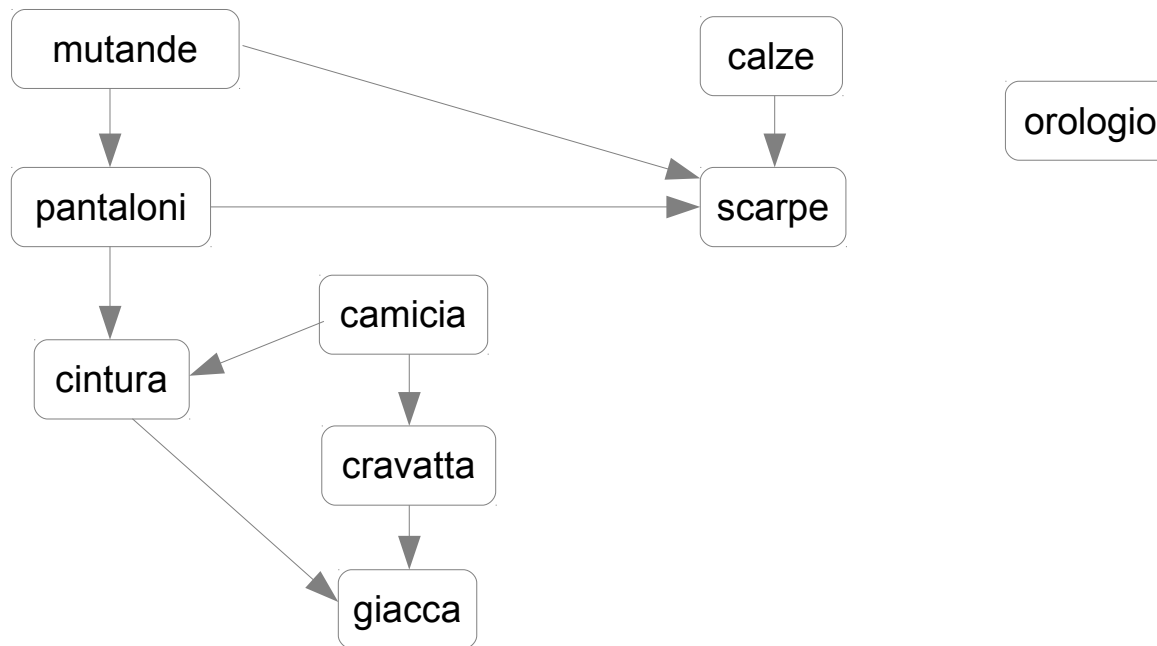 mutande
calze
orologio
pantaloni
scarpe
camicia
cintura
cravatta
giacca